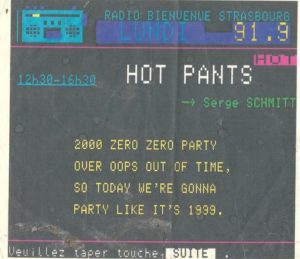 RADIO BIENVENUE STRASBOURG
LUNDI 91.9
HOT
12h30-16h30 HOT PANTS
→ Serge SCHMITT
2000 ZERO ZERO PARTY
OVER OOPS OUT OF TIME,
SO TODAY WE'RE GONNA
PARTY LIKE IT'S 1999.
Veuillez taper touche, SUITE .